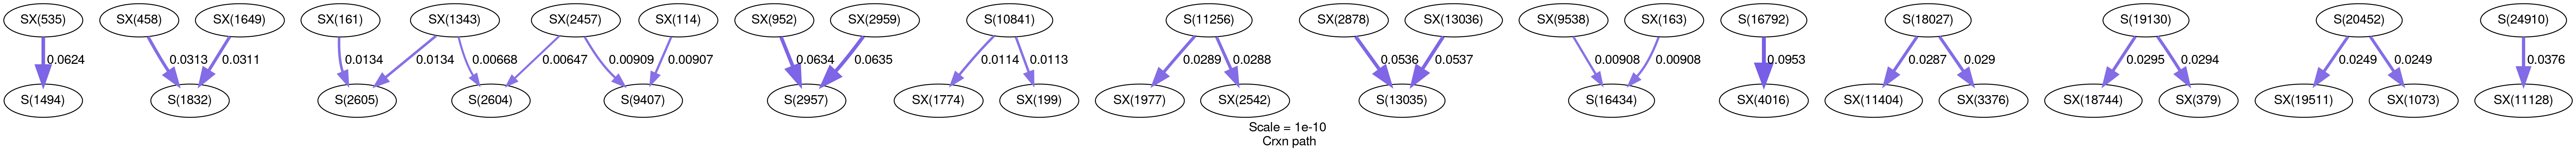 SX(535) SX(458) SX(1649) SX(161) SX(1343) SX(2457) SX(114) SX(952) SX(2959) S(10841) S(11256) SX(2878) SX(13036) SX(9538) SX(163) S(16792) S(18027) S(19130) S(20452) S(24910)
0.0624 0.0313 0.0311 0.0134 0.0134 0.00668 0.00647 0.00909 0.00907 0.0634 0.0635 0.0114 0.0113 0.0289 0.0288 0.0536 0.0537 0.00908 0.00908 0.0953 0.0287 0.029 0.0295 0.0294 0.0249 0.0249 0.0376
S(1494) S(1832) S(2605) S(2604) S(9407) S(2957) SX(1774) SX(199) SX(1977) SX(2542) S(13035) S(16434) SX(4016) SX(11404) SX(3376) SX(18744) SX(379) SX(19511) SX(1073) SX(11128)
Scale = 1e-10
Crxn path